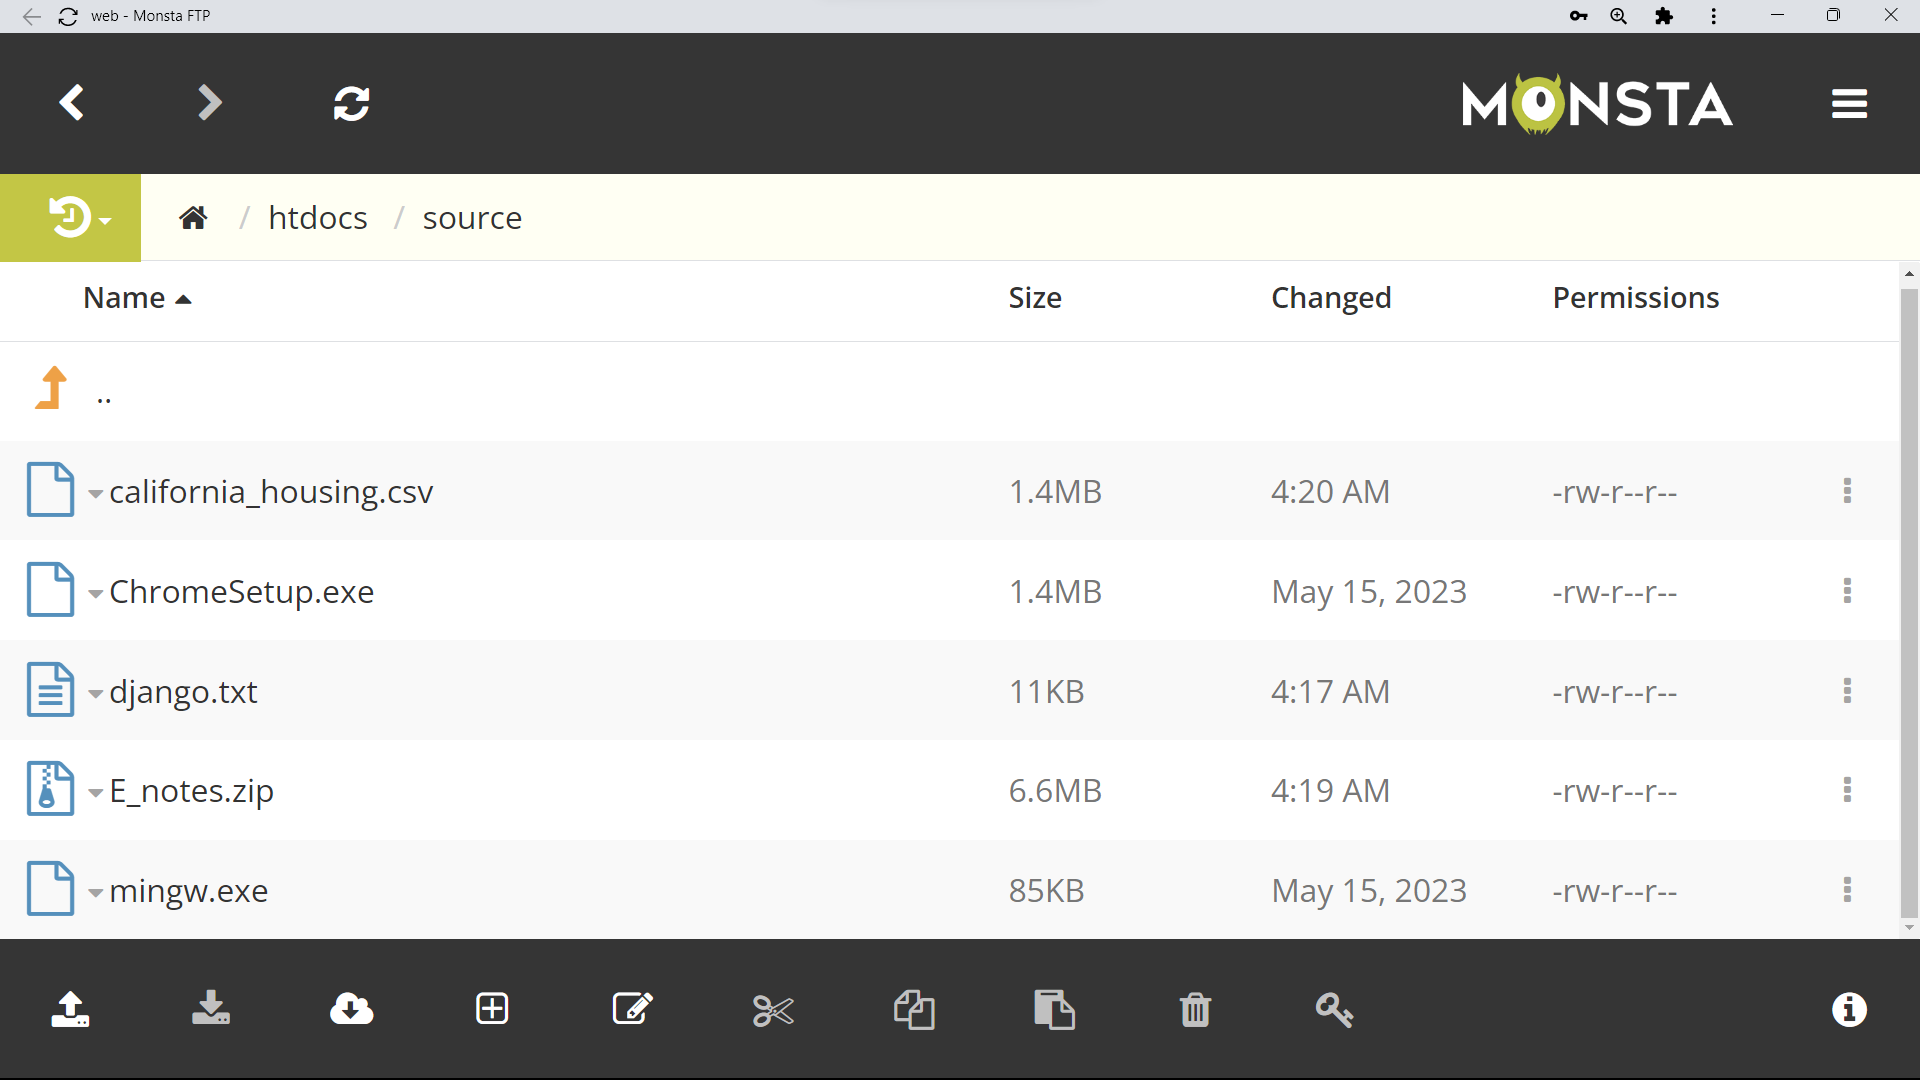 web - Monsta FTP
MONSTA
/ htdocs / source
Name Size Changed Permissions
..
california_housing.csv 1.4MB 4:20 AM -rw-r--r--
ChromeSetup.exe 1.4MB May 15, 2023 -rw-r--r--
django.txt 11KB 4:17 AM -rw-r--r--
E_notes.zip 6.6MB 4:19 AM -rw-r--r--
mingw.exe 85KB May 15, 2023 -rw-r--r--